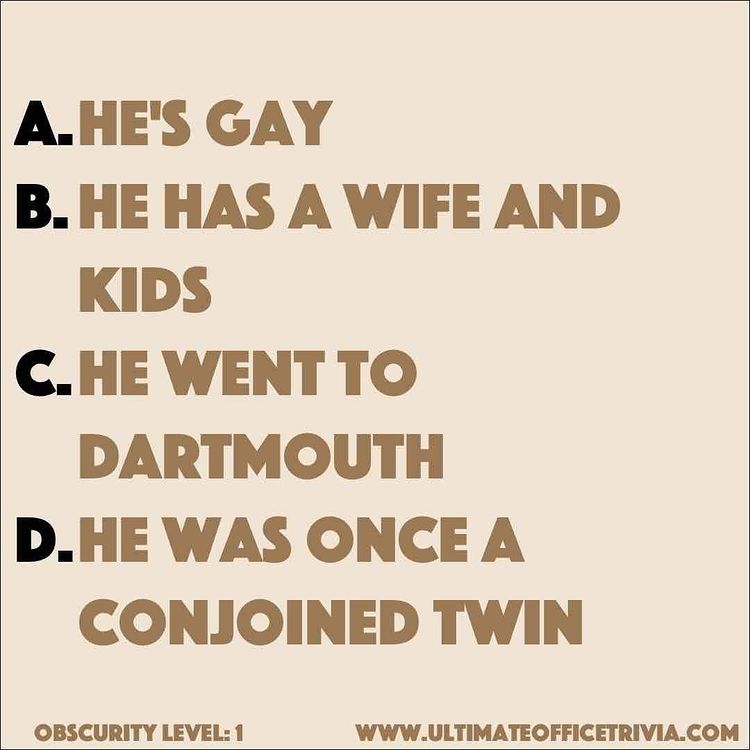 A. HE'S GAY
B. HE HAS A WIFE AND
KIDS
C. HE WENT TO
DARTMOUTH
D. HE WAS ONCE A
CONJOINED TWIN
OBSCURITY LEVEL: 1 WWW.ULTIMATEOFFICETRIVIA.COM